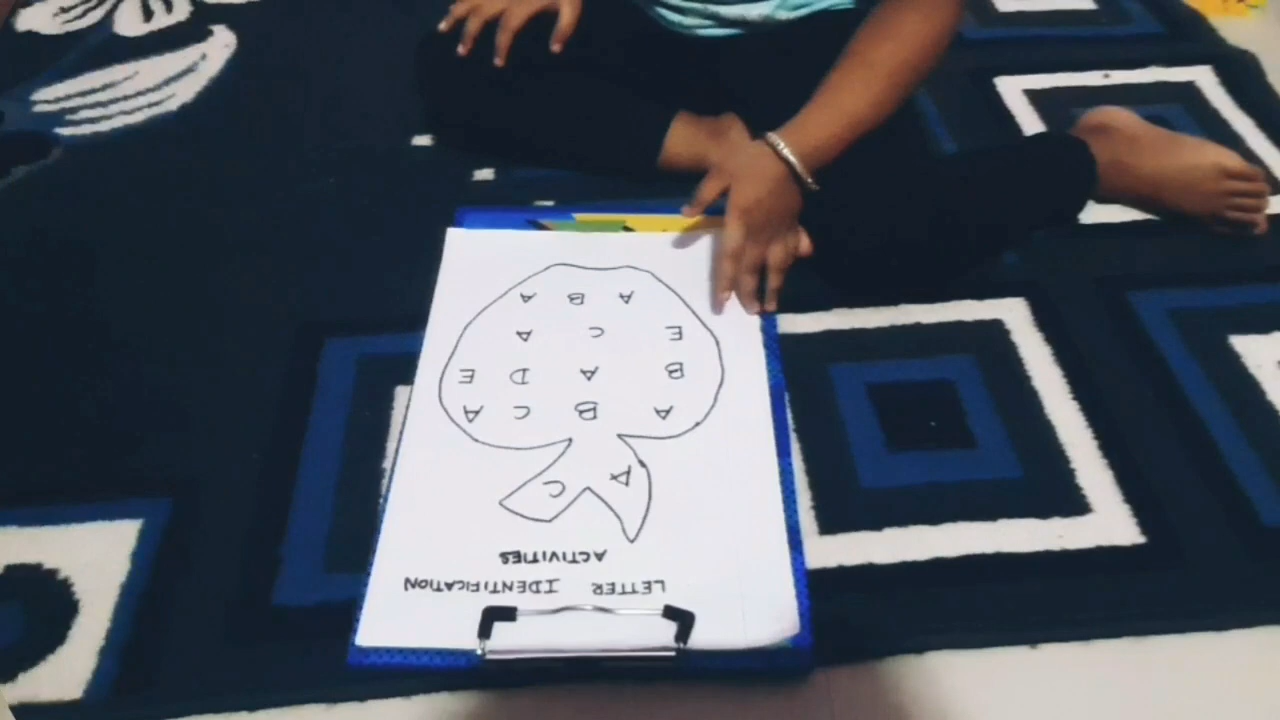 LETTER IDENTIFICATION
ACTIVITIES
A C
A B C A
B A D E
E C A
A B A